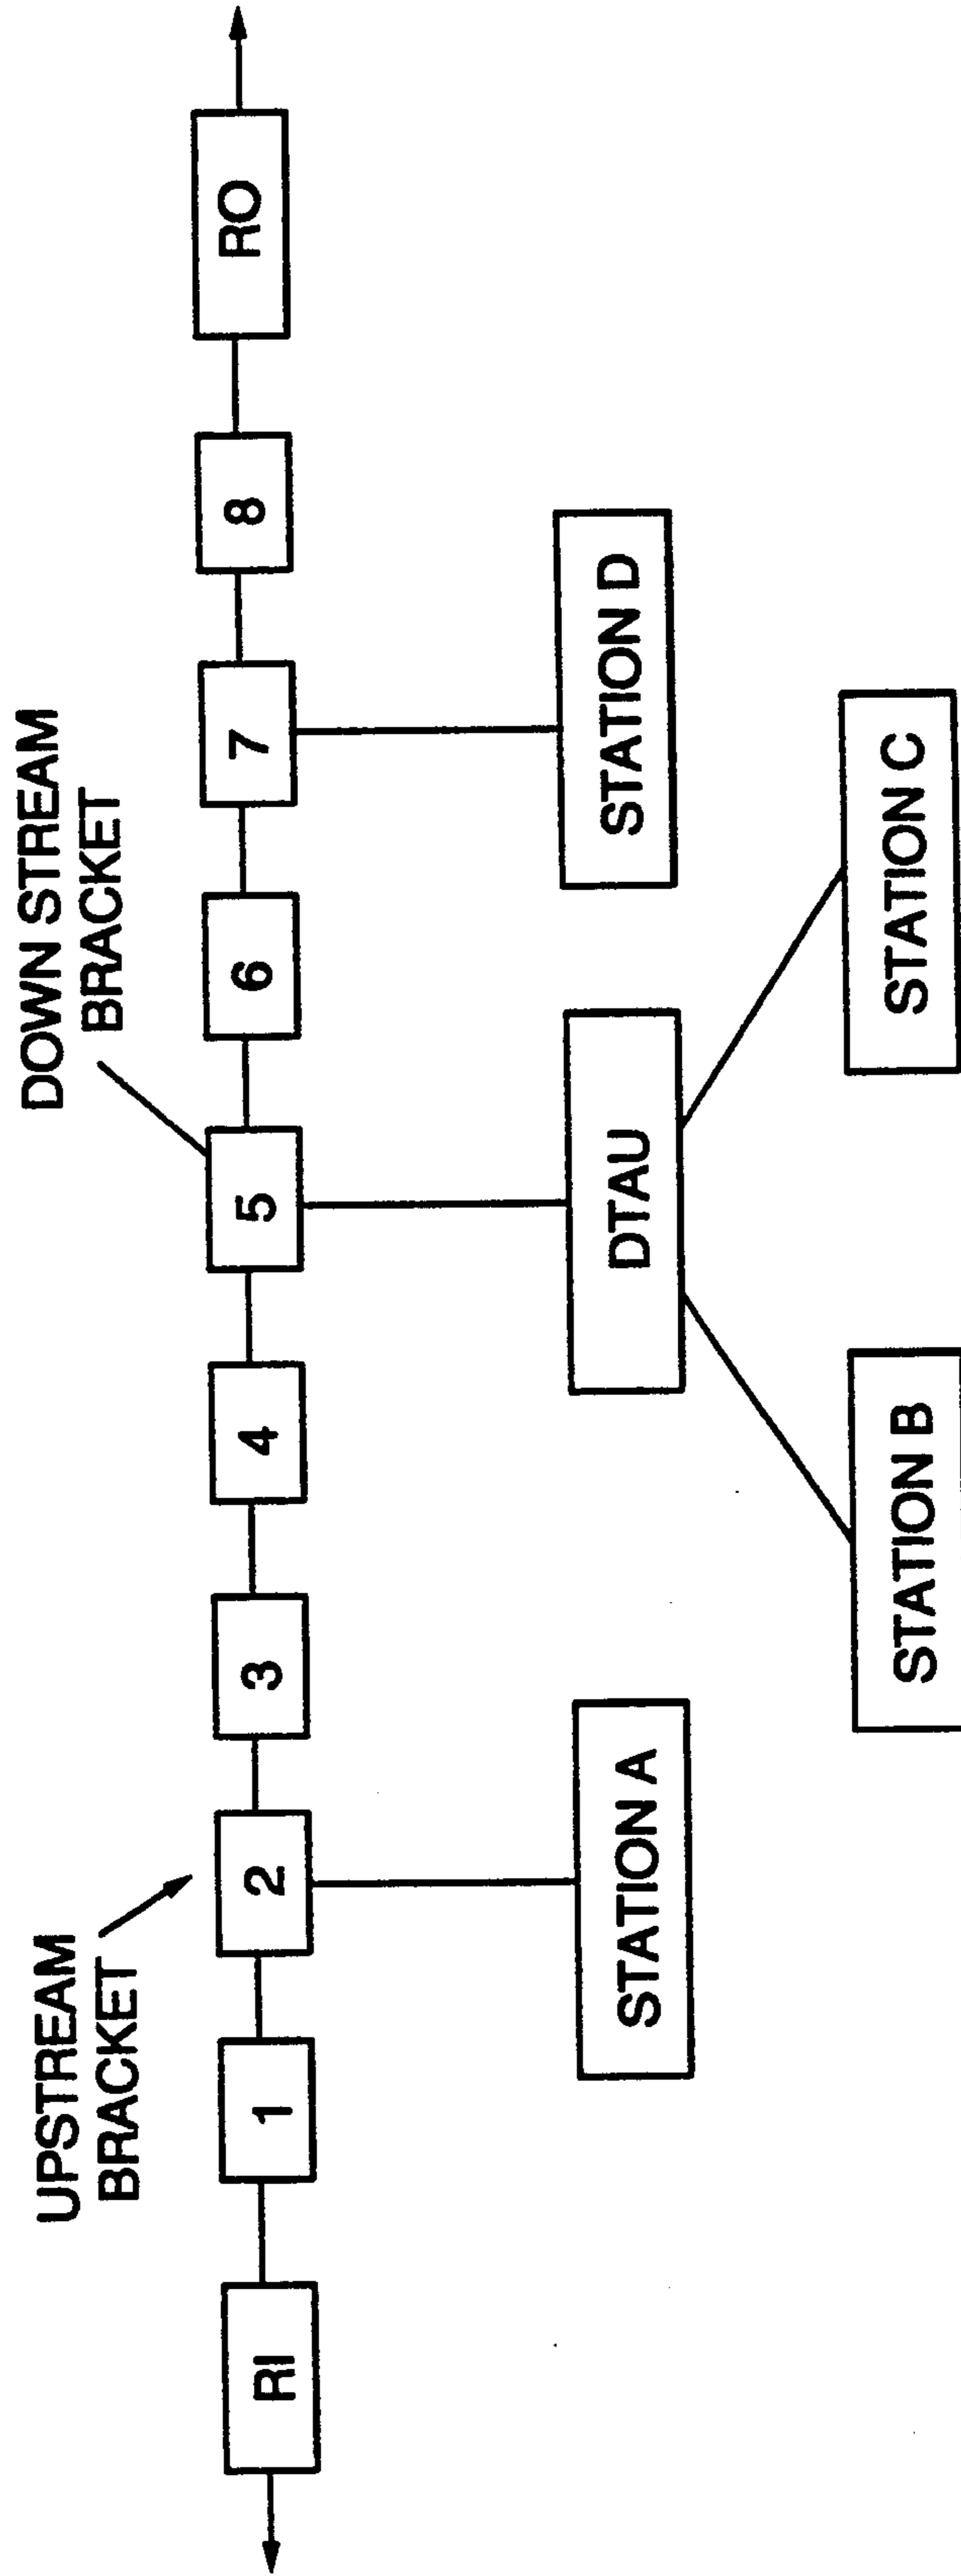 UPSTREAM
BRACKET
DOWN STREAM
BRACKET
RI
1
2
3
4
5
6
7
8
RO
STATION A
DTAU
STATION D
STATION B
STATION C